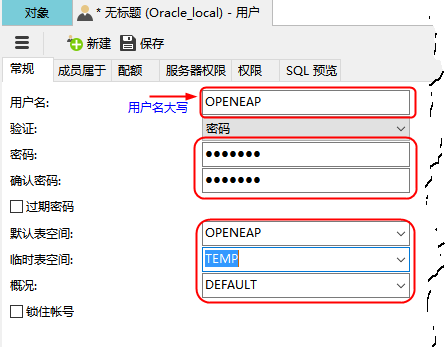 对象
* 无标题 (Oracle_local) - 用户
新建 保存
常规 成员属于 配额 服务器权限 权限 SQL 预览
用户名: OPENEAP
用户名大写
验证: 密码
密码: ●●●●●●●
确认密码: ●●●●●●●
过期密码
默认表空间: OPENEAP
临时表空间: TEMP
概况: DEFAULT
锁住帐号